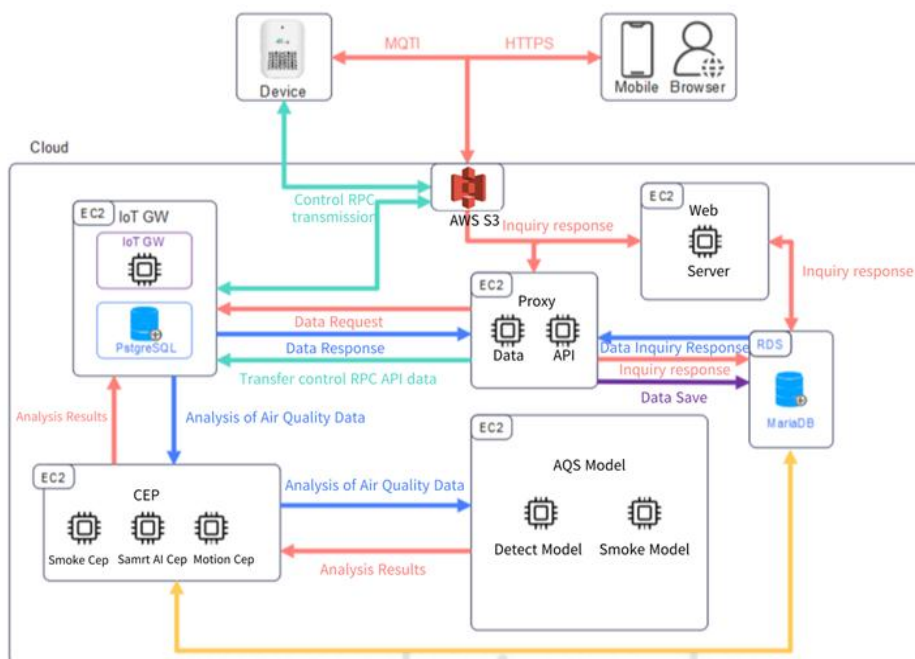 MQTI
HTTPS
Device
Mobile
Browser
Cloud
Control RPC
transmission
AWS S3
Inquiry response
EC2
IoT GW
IoT GW
PstgreSQL
EC2
Web
Server
Inquiry response
EC2
Proxy
Data
API
Data Request
Data Response
Transfer control RPC API data
Data Inquiry Response
Inquiry response
Data Save
RDS
MariaDB
Analysis Results
Analysis of Air Quality Data
EC2
CEP
Smoke Cep
Samrt AI Cep
Motion Cep
Analysis of Air Quality Data
Analysis Results
EC2
AQS Model
Detect Model
Smoke Model